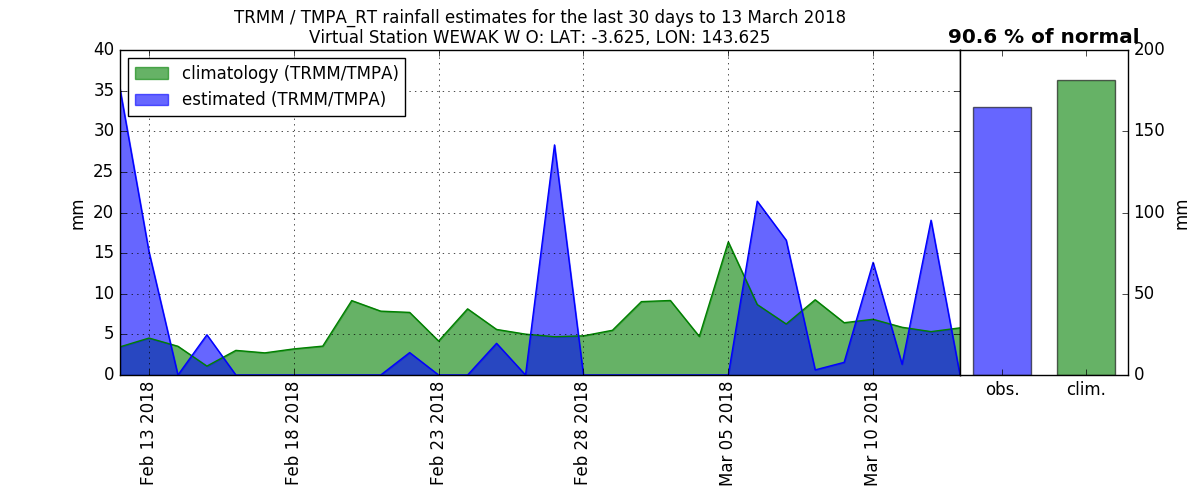 TRMM / TMPA_RT rainfall estimates for the last 30 days to 13 March 2018
Virtual Station WEWAK W O: LAT: -3.625, LON: 143.625
90.6 % of normal
climatology (TRMM/TMPA)
estimated (TRMM/TMPA)
40
35
30
25
20
15
10
5
0
mm
200
150
100
50
0
mm
obs.
clim.
Feb 13 2018
Feb 18 2018
Feb 23 2018
Feb 28 2018
Mar 05 2018
Mar 10 2018